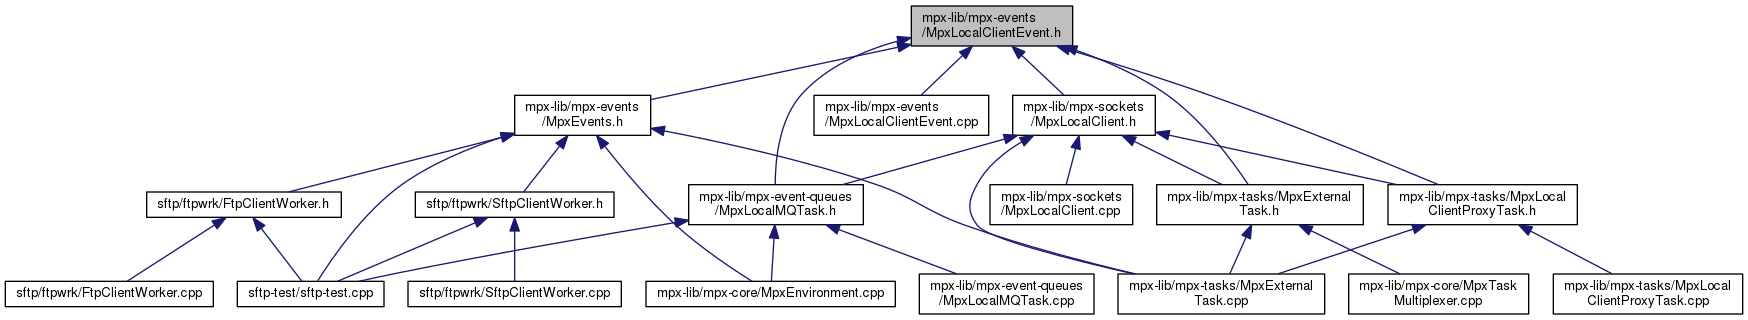 mpx-lib/mpx-events
/MpxLocalClientEvent.h
mpx-lib/mpx-events
/MpxEvents.h
mpx-lib/mpx-events
/MpxLocalClientEvent.cpp
mpx-lib/mpx-sockets
/MpxLocalClient.h
sftp/ftpwrk/FtpClientWorker.h
sftp/ftpwrk/SftpClientWorker.h
mpx-lib/mpx-event-queues
/MpxLocalMQTask.h
mpx-lib/mpx-sockets
/MpxLocalClient.cpp
mpx-lib/mpx-tasks/MpxExternal
Task.h
mpx-lib/mpx-tasks/MpxLocal
ClientProxyTask.h
sftp/ftpwrk/FtpClientWorker.cpp
sftp-test/sftp-test.cpp
sftp/ftpwrk/SftpClientWorker.cpp
mpx-lib/mpx-core/MpxEnvironment.cpp
mpx-lib/mpx-event-queues
/MpxLocalMQTask.cpp
mpx-lib/mpx-tasks/MpxExternal
Task.cpp
mpx-lib/mpx-core/MpxTask
Multiplexer.cpp
mpx-lib/mpx-tasks/MpxLocal
ClientProxyTask.cpp